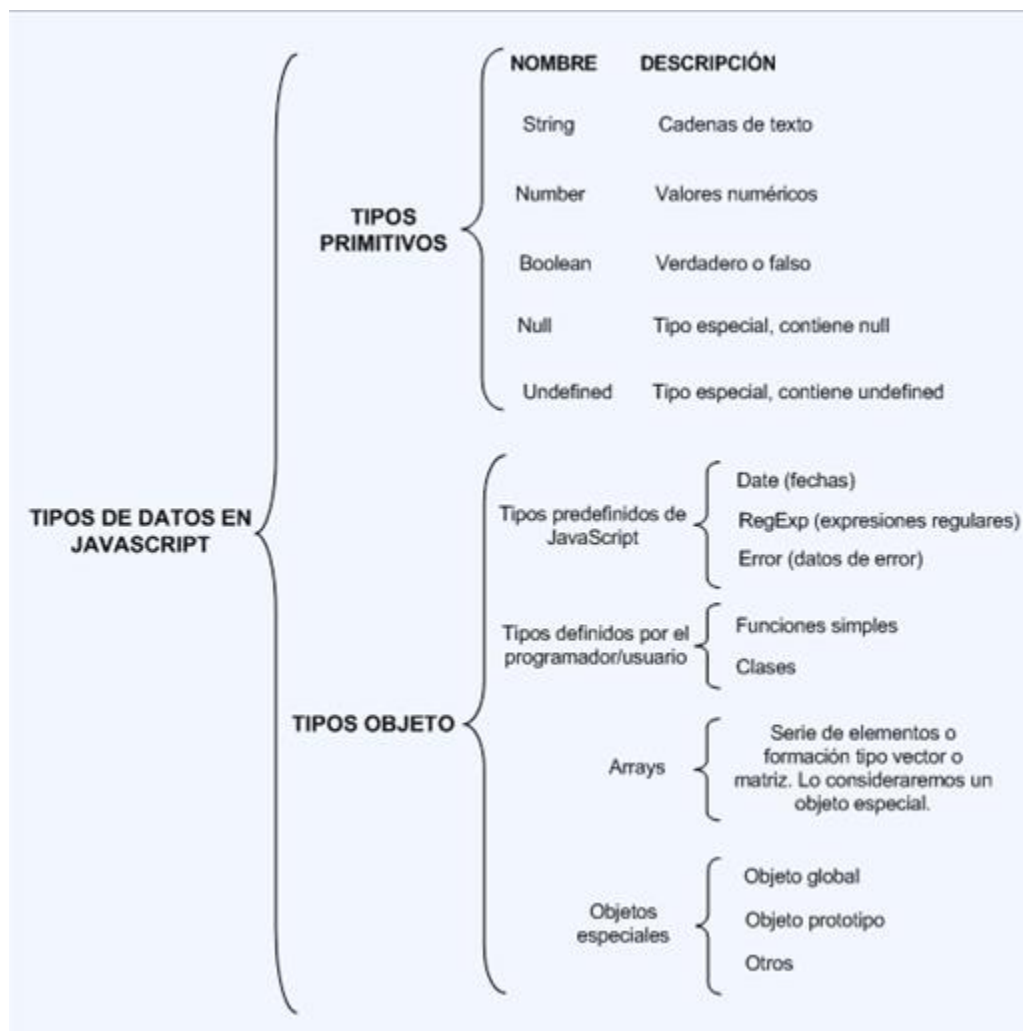 NOMBRE DESCRIPCIÓN
String Cadenas de texto
Number Valores numéricos
TIPOS
PRIMITIVOS
Boolean Verdadero o falso
Null Tipo especial, contiene null
Undefined Tipo especial, contiene undefined
TIPOS DE DATOS EN
JAVASCRIPT
TIPOS OBJETO
Tipos predefinidos de
JavaScript
Date (fechas)
RegExp (expresiones regulares)
Error (datos de error)
Tipos definidos por el
programador/usuario
Funciones simples
Clases
Arrays
Serie de elementos o
formación tipo vector o
matriz. Lo consideraremos un
objeto especial.
Objetos
especiales
Objeto global
Objeto prototipo
Otros